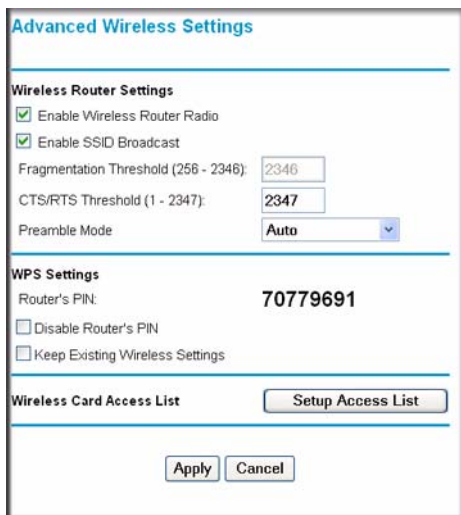 Advanced Wireless Settings
Wireless Router Settings
Enable Wireless Router Radio
Enable SSID Broadcast
Fragmentation Threshold (256 - 2346): 2346
CTS/RTS Threshold (1 - 2347): 2347
Preamble Mode Auto
WPS Settings
Router's PIN: 70779691
Disable Router's PIN
Keep Existing Wireless Settings
Wireless Card Access List Setup Access List
Apply Cancel